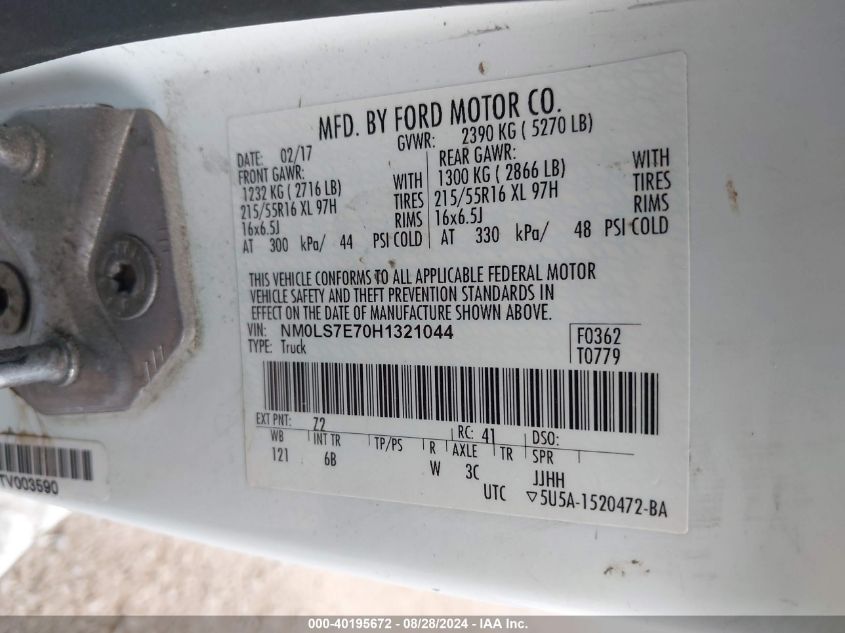 MFD. BY FORD MOTOR CO.
DATE: 02/17 GVWR: 2390 KG ( 5270 LB)
FRONT GAWR: REAR GAWR:
1232 KG ( 2716 LB) WITH 1300 KG ( 2866 LB) WITH
215/55R16 XL 97H TIRES 215/55R16 XL 97H TIRES
16x6.5J RIMS 16x6.5J RIMS
AT 300 kPa/ 44 PSI COLD AT 330 kPa/ 48 PSI COLD
THIS VEHICLE CONFORMS TO ALL APPLICABLE FEDERAL MOTOR
VEHICLE SAFETY AND THEFT PREVENTION STANDARDS IN
EFFECT ON THE DATE OF MANUFACTURE SHOWN ABOVE.
VIN: NM0LS7E70H1321044 F0362
TYPE: Truck T0779
EXT PNT: Z2 RC: 41 DSO:
WB INT TR TP/PS R AXLE TR SPR
121 6B W 3C JJHH
UTC ▽5U5A-1520472-BA
TV003590
000-40195672 - 08/28/2024 - IAA Inc.